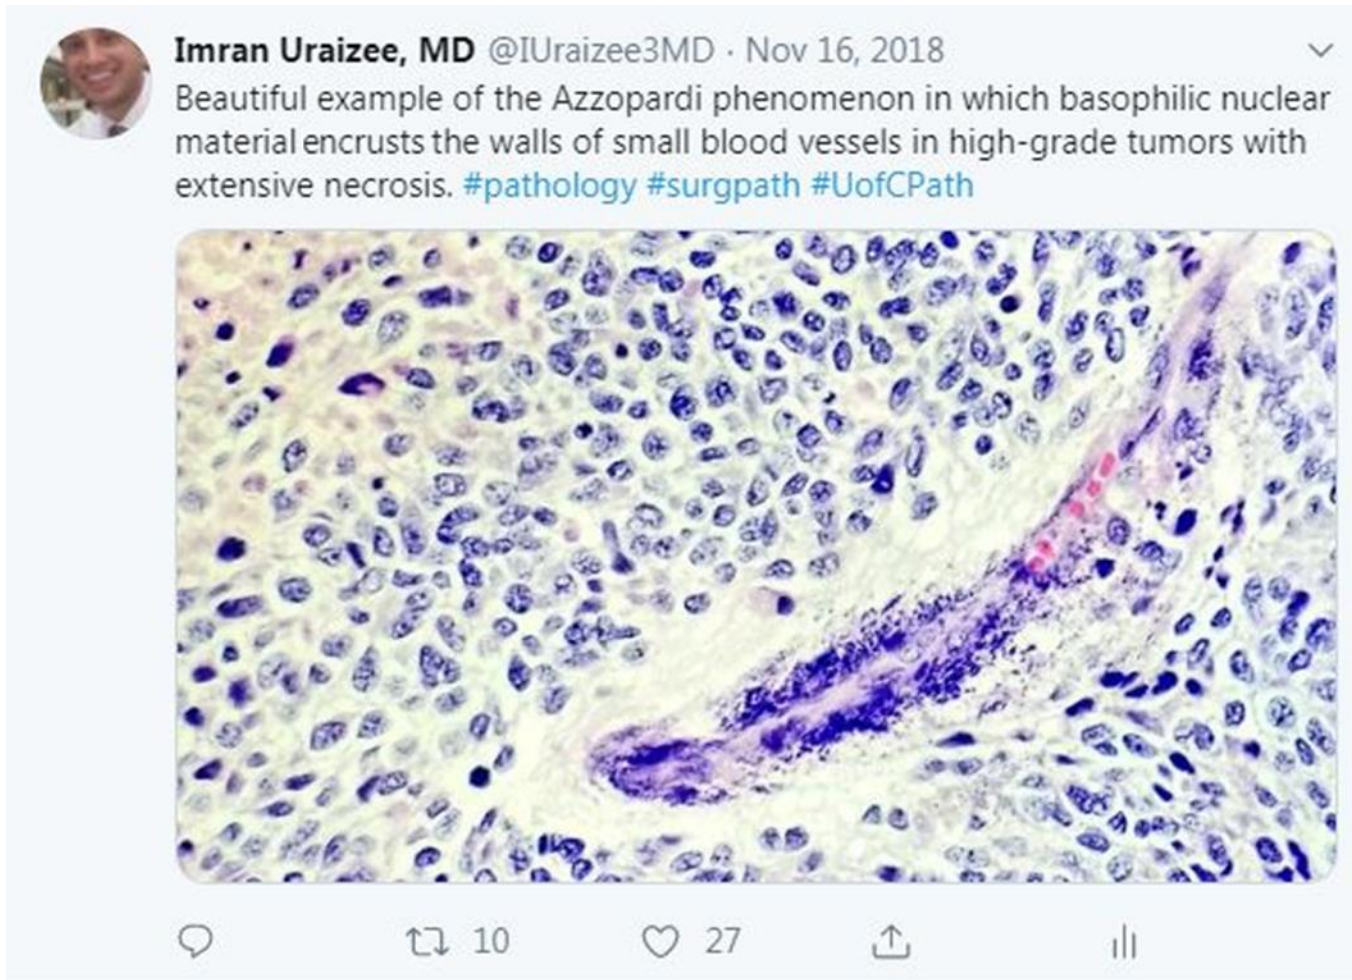 Imran Uraizee, MD @IUraizee3MD · Nov 16, 2018
Beautiful example of the Azzopardi phenomenon in which basophilic nuclear
material encrusts the walls of small blood vessels in high-grade tumors with
extensive necrosis. #pathology #surgpath #UofCPath
10 27